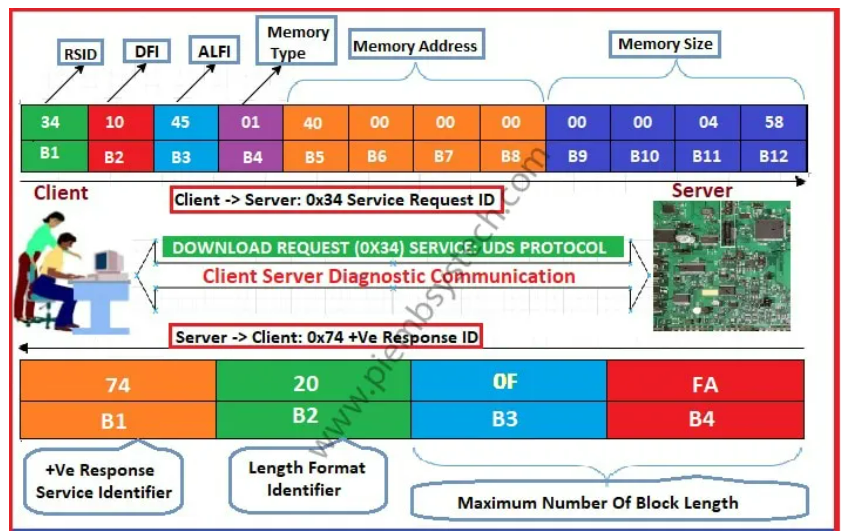 RSID
DFI
ALFI
Memory
Type
Memory Address
Memory Size
34 10 45 01 40 00 00 00 00 00 04 58
B1 B2 B3 B4 B5 B6 B7 B8 B9 B10 B11 B12
Client
Server
Client -> Server: 0x34 Service Request ID
DOWNLOAD REQUEST (0X34) SERVICE: UDS PROTOCOL
Client Server Diagnostic Communication
Server -> Client: 0x74 +Ve Response ID
www.piembsystech.com
74 20 0F FA
B1 B2 B3 B4
+Ve Response
Service Identifier
Length Format
Identifier
Maximum Number Of Block Length